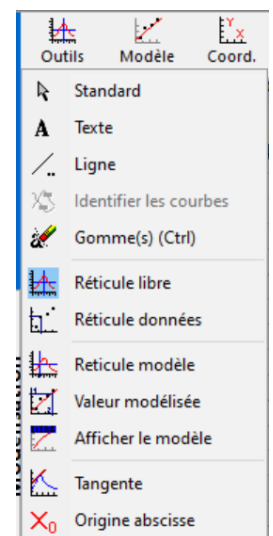 Outils Modèle Coord.
Standard
A Texte
Ligne
Identifier les courbes
Gomme(s) (Ctrl)
Réticule libre
Réticule données
Reticule modèle
Valeur modélisée
Afficher le modèle
Tangente
X₀ Origine abscisse